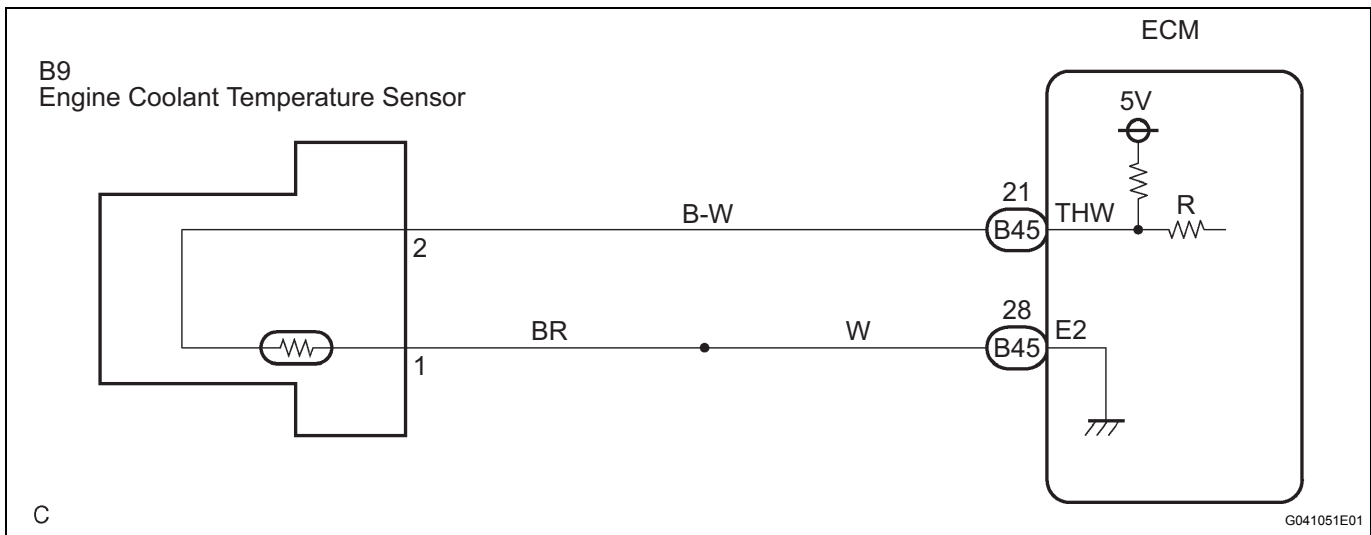 ECM
B9
Engine Coolant Temperature Sensor
5V
21
B-W
B45
THW
R
2
28
BR
W
B45
E2
1
C
G041051E01